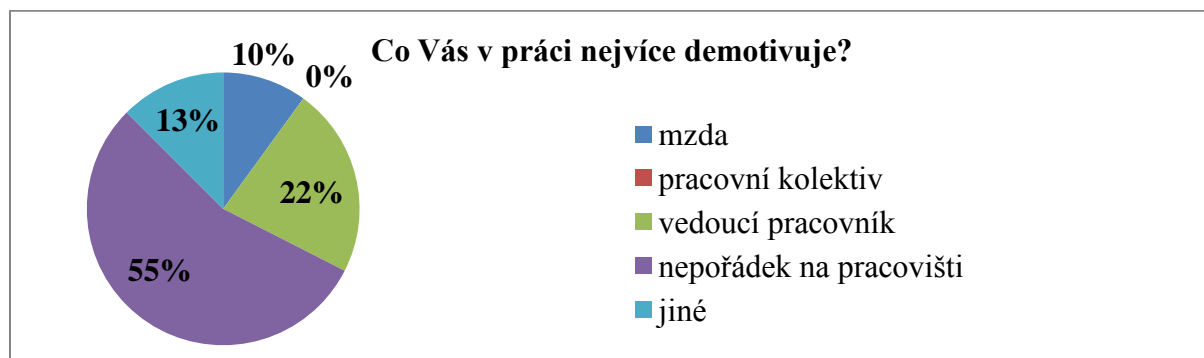 Co Vás v práci nejvíce demotivuje?
10%
0%
13%
22%
55%
mzda
pracovní kolektiv
vedoucí pracovník
nepořádek na pracovišti
jiné